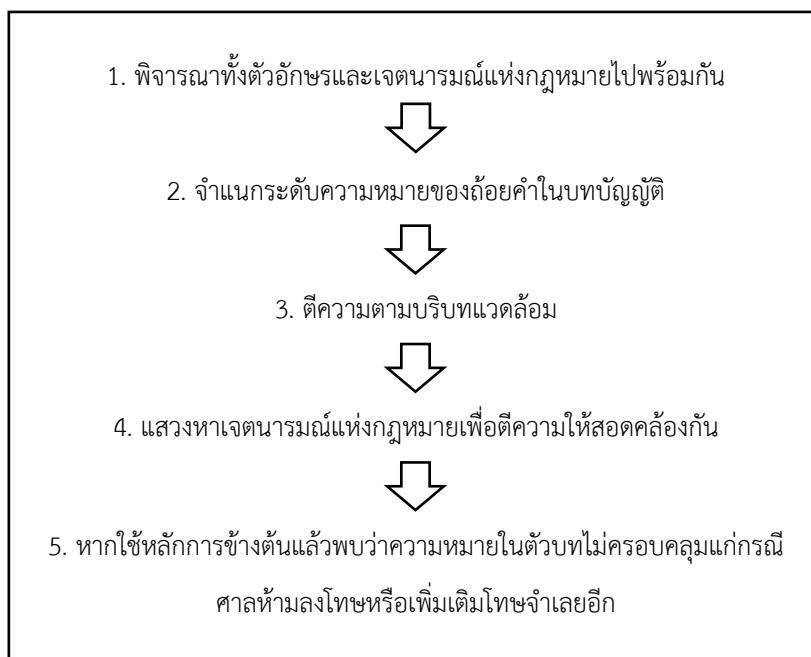 1. พิจารณาทั้งตัวอักษรและเจตนารมณ์แห่งกฎหมายไปพร้อมกัน
2. จำแนกระดับความหมายของถ้อยคำในบทบัญญัติ
3. ตีความตามบริบทแวดล้อม
4. แสวงหาเจตนารมณ์แห่งกฎหมายเพื่อตีความให้สอดคล้องกัน
5. หากใช้หลักการข้างต้นแล้วพบว่าความหมายในตัวบทไม่ครอบคลุมแก่กรณี
ศาลห้ามลงโทษหรือเพิ่มเติมโทษจำเลยอีก